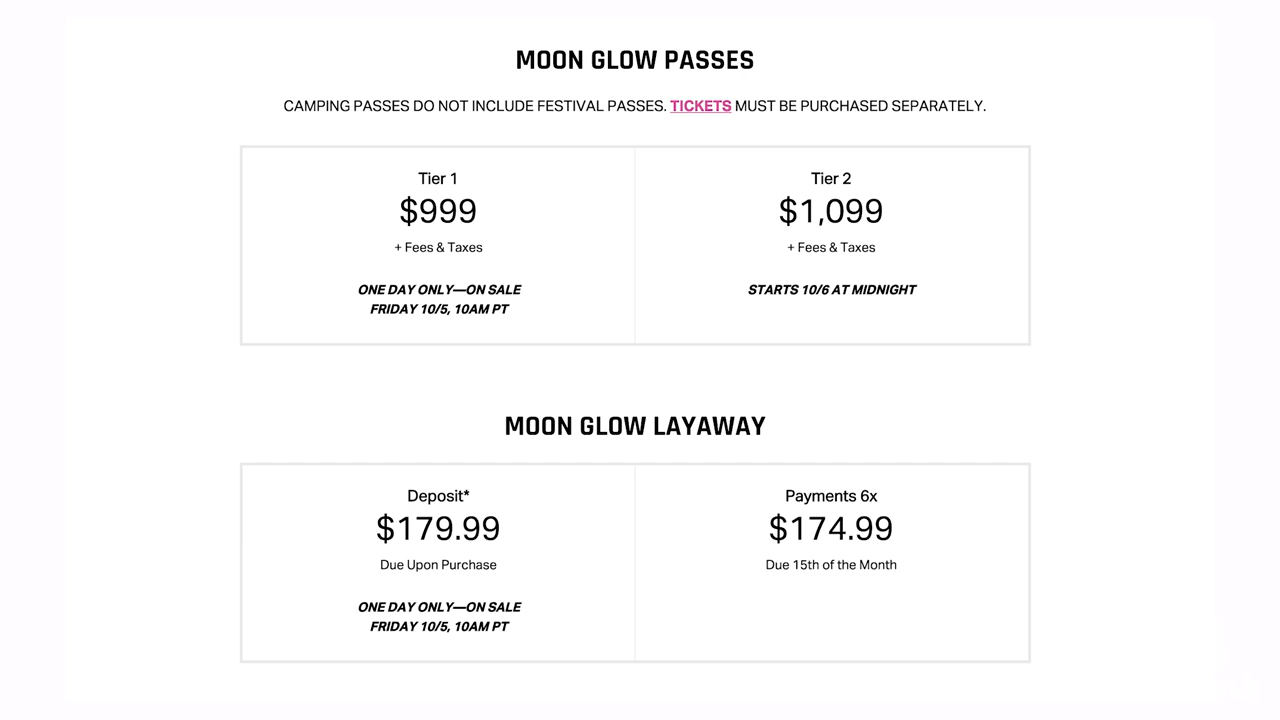 MOON GLOW PASSES
CAMPING PASSES DO NOT INCLUDE FESTIVAL PASSES. TICKETS MUST BE PURCHASED SEPARATELY.
Tier 1
$999
+ Fees & Taxes
ONE DAY ONLY—ON SALE
FRIDAY 10/5, 10AM PT
Tier 2
$1,099
+ Fees & Taxes
STARTS 10/6 AT MIDNIGHT
MOON GLOW LAYAWAY
Deposit*
$179.99
Due Upon Purchase
ONE DAY ONLY—ON SALE
FRIDAY 10/5, 10AM PT
Payments 6x
$174.99
Due 15th of the Month